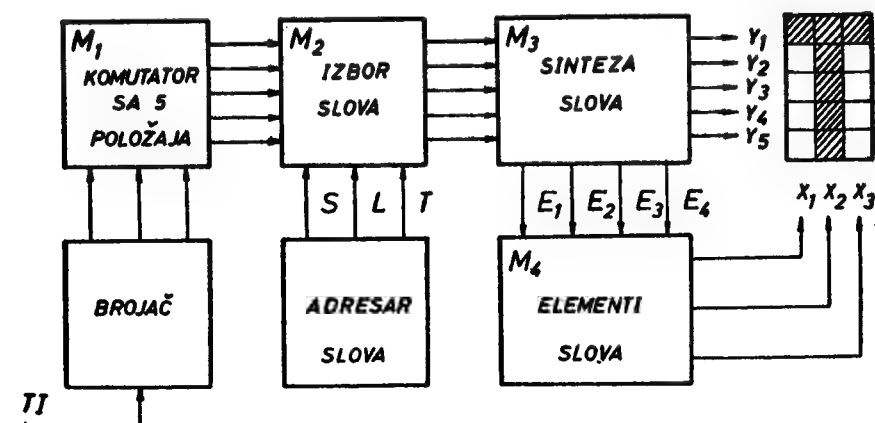 M1
KOMUTATOR
SA 5
POLOŽAJA
M2
IZBOR
SLOVA
M3
SINTEZA
SLOVA
Y1
Y2
Y3
Y4
Y5
X1 X2 X3
S L T
E1 E2 E3 E4
BROJAČ
ADRESAR
SLOVA
M4
ELEMENTI
SLOVA
TI